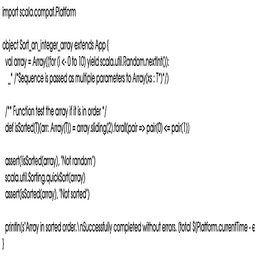 import scala.compat.Platform
object Sort_an_integer_array extends App {
val array = Array((for (i <- 0 to 10) yield scala.util.Random.nextInt()):
_* /*Sequence is passed as multiple parameters to Array(xs : T*)*/)
/** Function test the array if it is in order */
def isSorted[T](arr: Array[T]) = array.sliding(2).forall(pair => pair(0) <= pair(1))
assert(!isSorted(array), "Not random")
scala.util.Sorting.quickSort(array)
assert(isSorted(array), "Not sorted")
println(s"Array in sorted order.\nSuccessfully completed without errors. [total ${Platform.currentTime - e
}